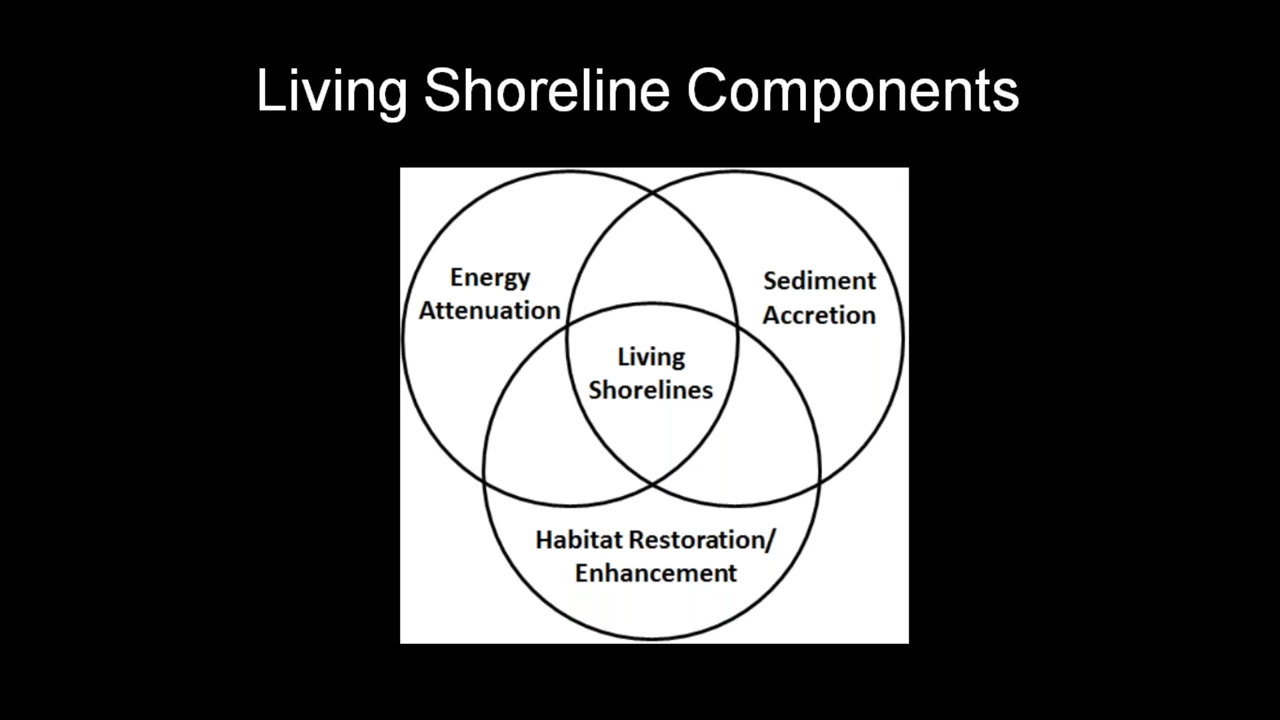 Living Shoreline Components
Energy
Attenuation
Sediment
Accretion
Living
Shorelines
Habitat Restoration/
Enhancement